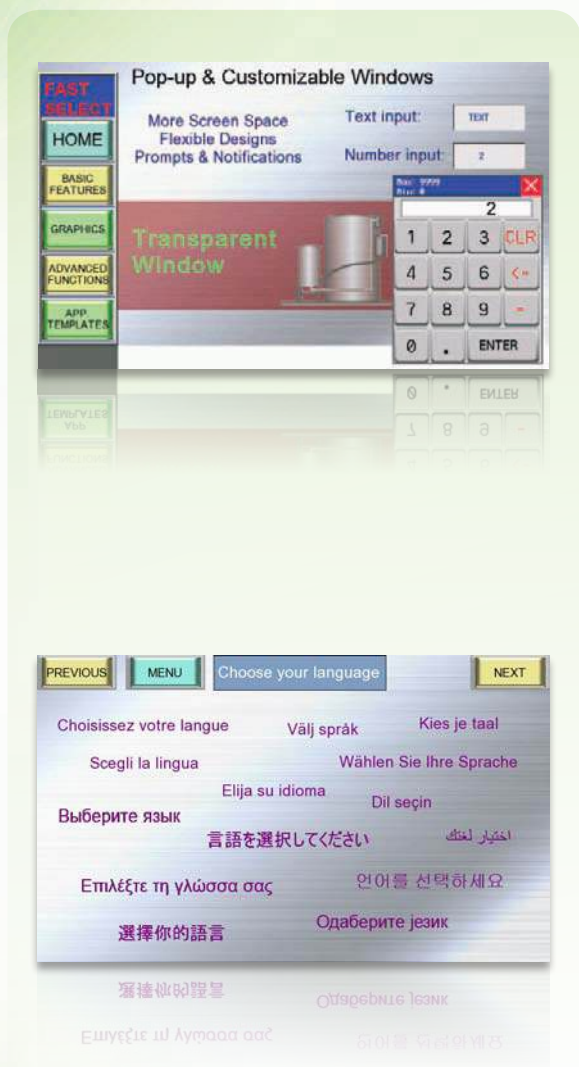 Pop-up & Customizable Windows
FAST
SELECT
HOME
BASIC
FEATURES
GRAPHICS
ADVANCED
FUNCTIONS
APP
TEMPLATES
More Screen Space
Flexible Designs
Prompts & Notifications
Text input: TEXT
Number input: 2
Transparent
Window
Max: 9999
Min: 0
X
2
1 2 3 CLR
4 5 6 <-
7 8 9 -
0 . ENTER
PREVIOUS MENU Choose your language NEXT
Choisissez votre langue
Välj språk
Kies je taal
Scegli la lingua
Wählen Sie Ihre Sprache
Elija su idioma
Dil seçin
Выберите язык
言語を選択してください
اختيار لغتك
Επιλέξτε τη γλώσσα σας
언어를 선택하세요
選擇你的語言
Одаберите језик